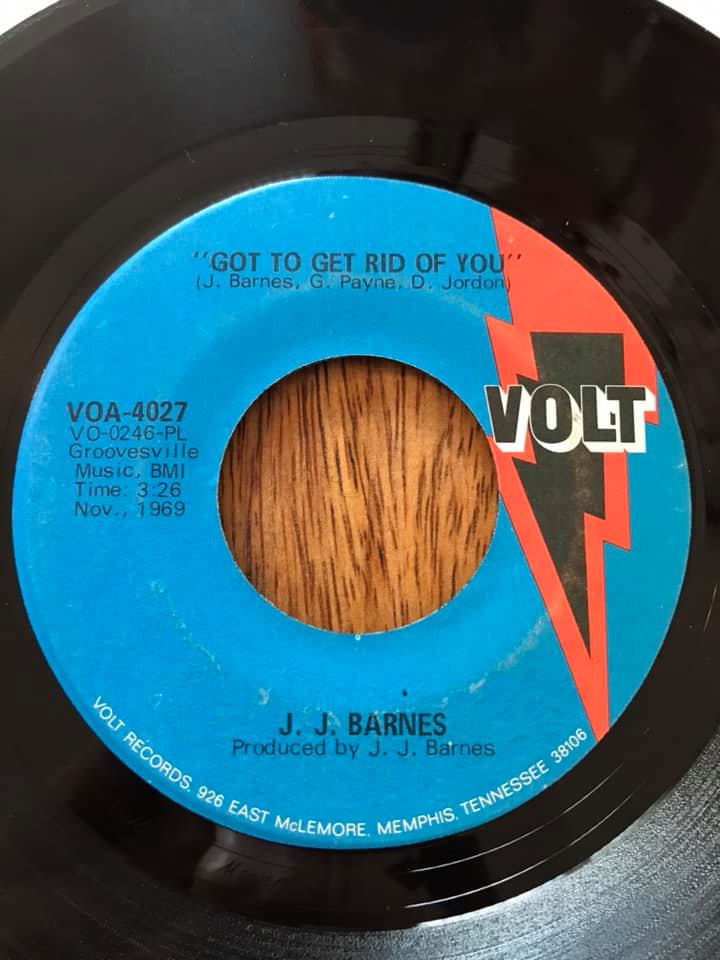 "GOT TO GET RID OF YOU"
(J. Barnes, G. Payne, D. Jordon)
VOA-4027
VO-0246-PL
Groovesville
Music, BMI
Time: 3:26
Nov., 1969
VOLT
J. J. BARNES
Produced by J. J. Barnes
VOLT RECORDS, 926 EAST McLEMORE, MEMPHIS, TENNESSEE 38106